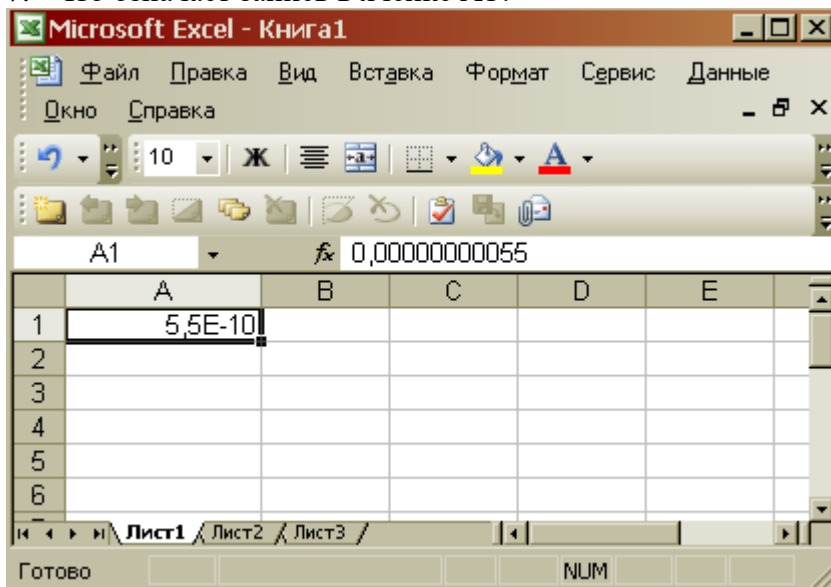 Microsoft Excel - Книга1
Файл Правка Вид Вставка Формат Сервис Данные
Окно Справка
10 Ж A
A1 fx 0,00000000055
A B C D E
1 5,5E-10
2
3
4
5
6
Лист1 Лист2 Лист3
Готово NUM